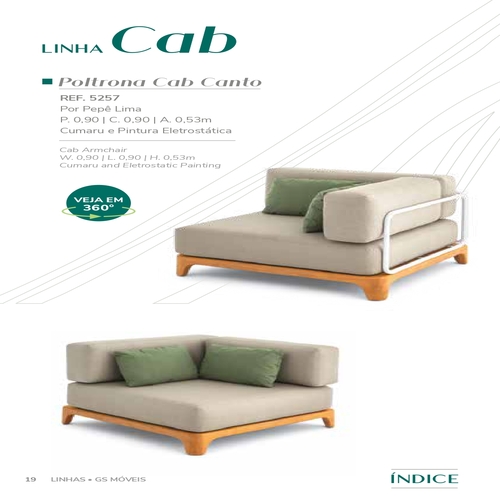 LINHA Cab
Poltrona Cab Canto
REF. 5257
Por Pepê Lima
P. 0,90 | C. 0,90 | A. 0,53m
Cumaru e Pintura Eletrostática
Cab Armchair
W. 0,90 | L. 0,90 | H. 0,53m
Cumaru and Eletrostatic Painting
VEJA EM
360°
19 LINHAS • GS MÓVEIS
ÍNDICE